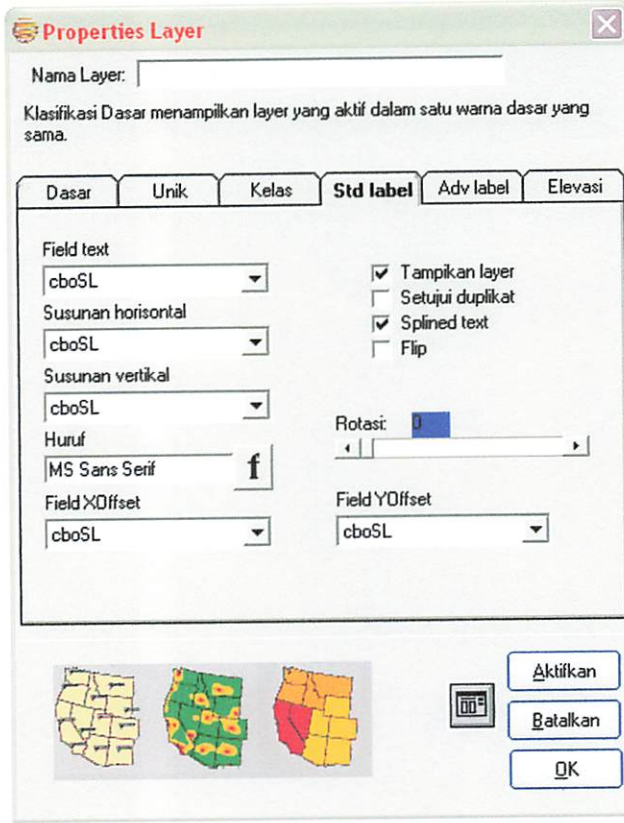 Properties Layer
Nama Layer:
Klasifikasi Dasar menampilkan layer yang aktif dalam satu warna dasar yang
sama.
Dasar Unik Kelas Std label Adv label Elevasi
Field text
cboSL
Susunan horisontal
cboSL
Susunan vertikal
cboSL
Huruf
MS Sans Serif f
Field XOffset
cboSL
Tampikan layer
Setujui duplikat
Splined text
Flip
Rotasi: 0
Field YOffset
cboSL
Aktifkan
Batalkan
OK